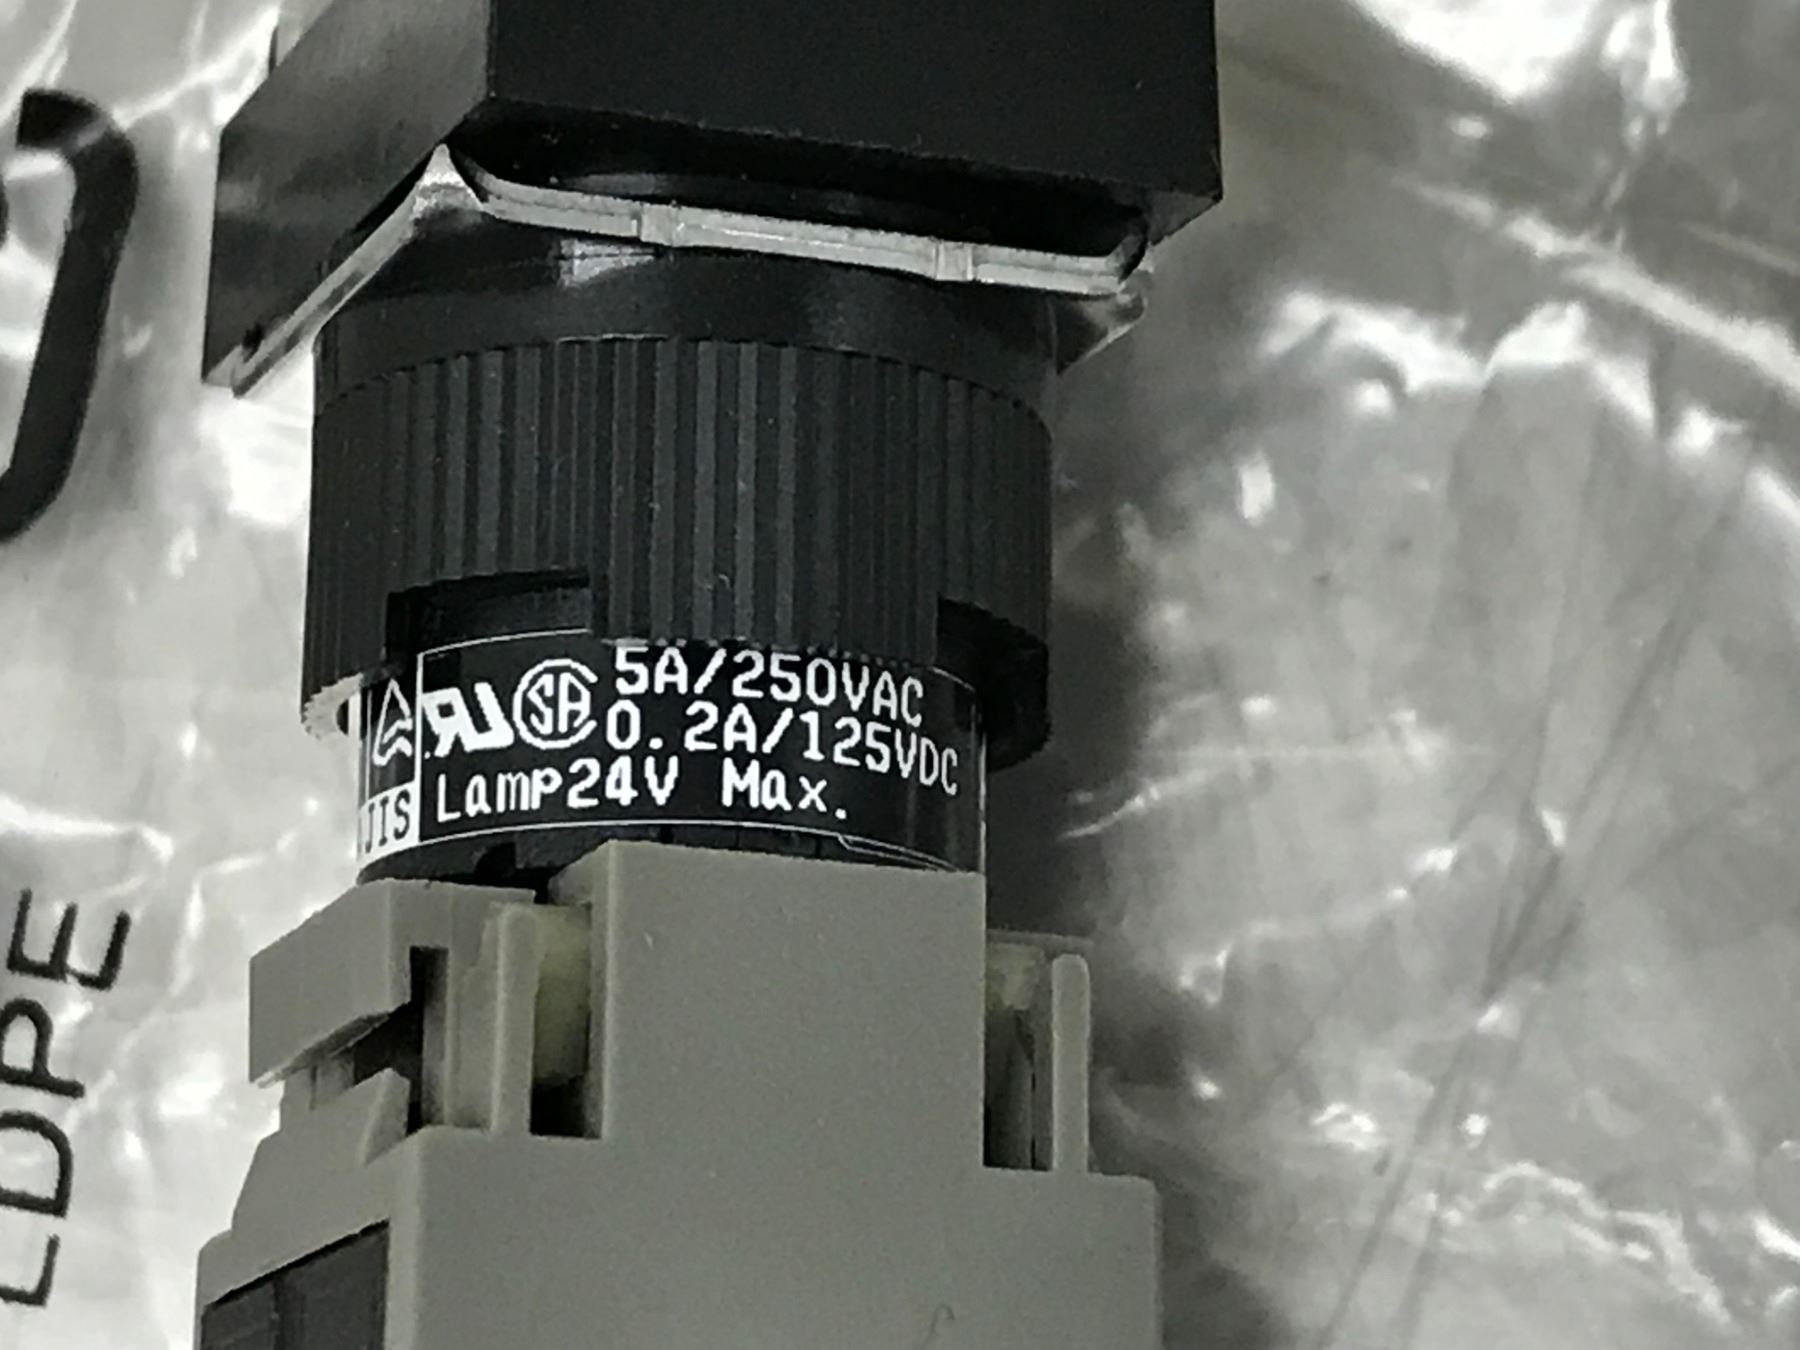 5A/250VAC
0.2A/125VDC
Lamp24V Max.
JIS
LDPE